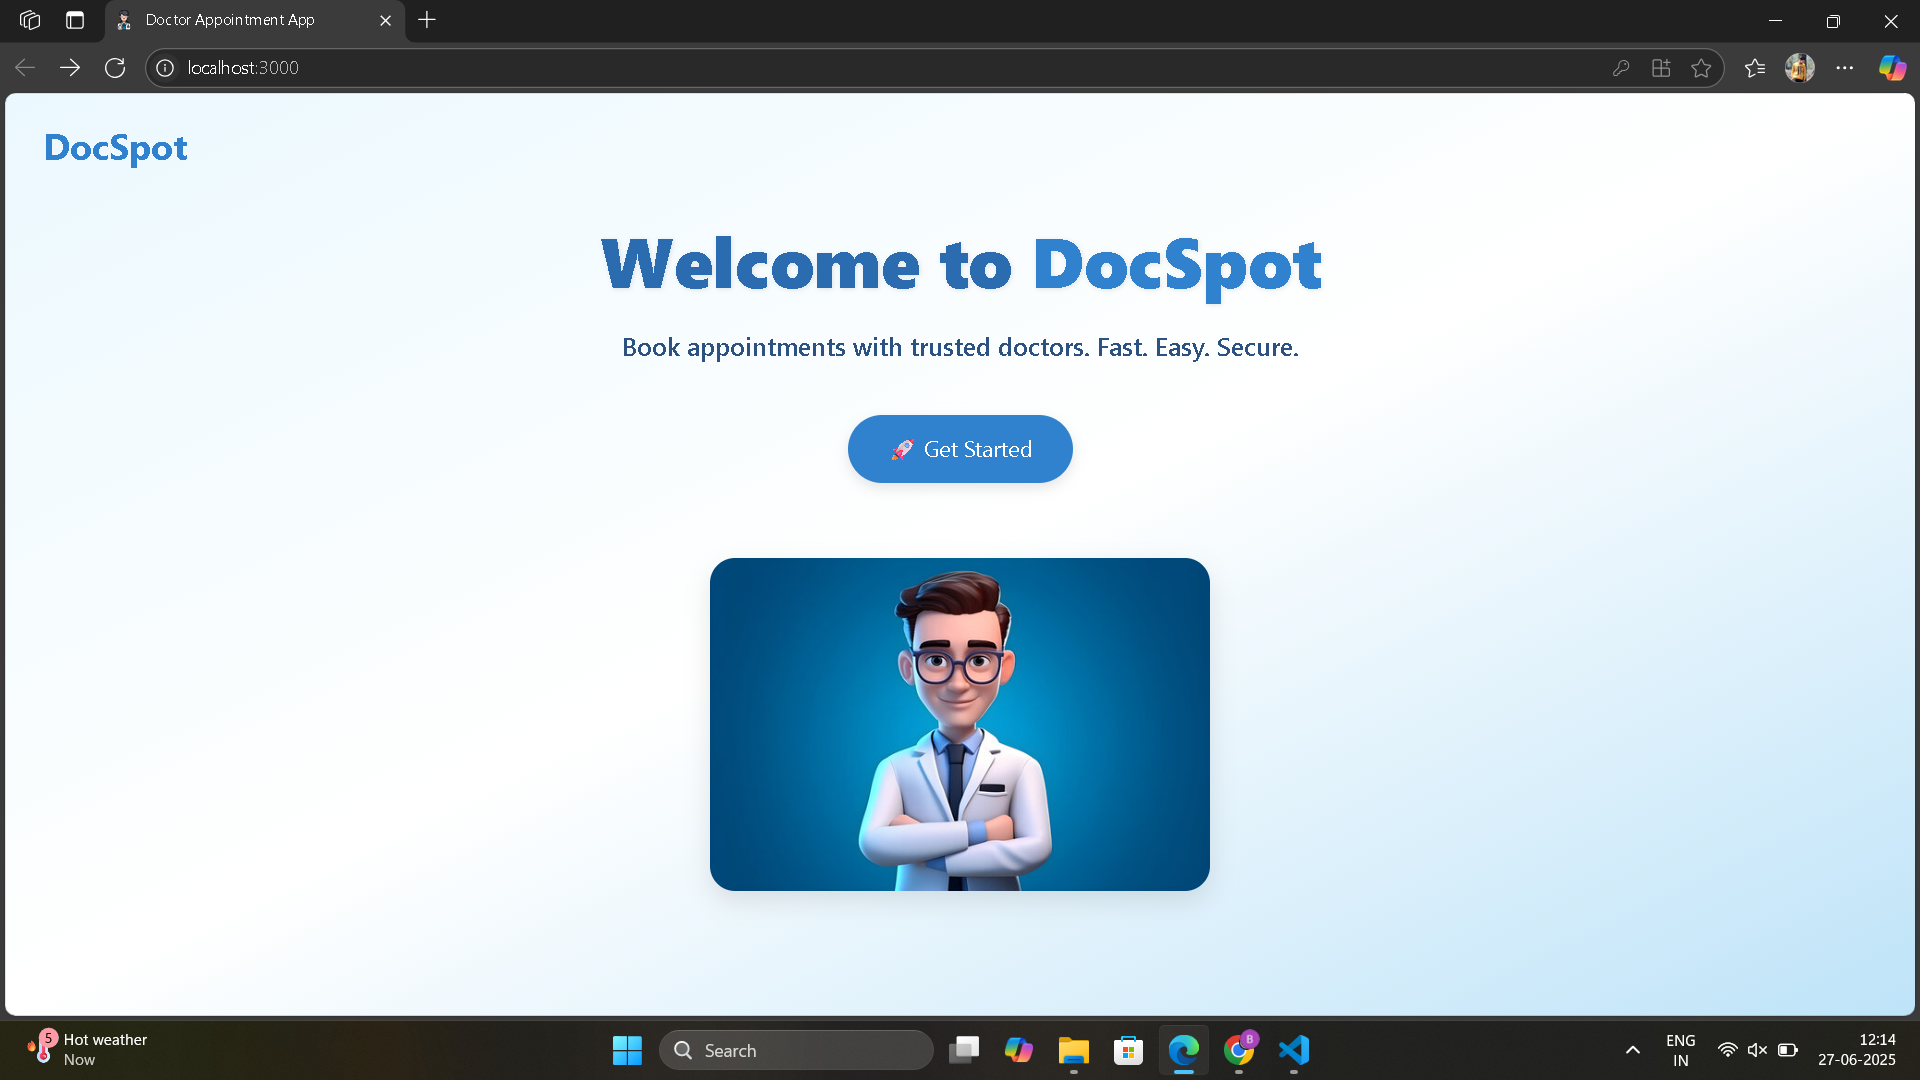 Doctor Appointment App
localhost:3000
DocSpot
Welcome to DocSpot
Book appointments with trusted doctors. Fast. Easy. Secure.
🚀 Get Started
5
Hot weather
Now
Search
B
ENG
IN
12:14
27-06-2025